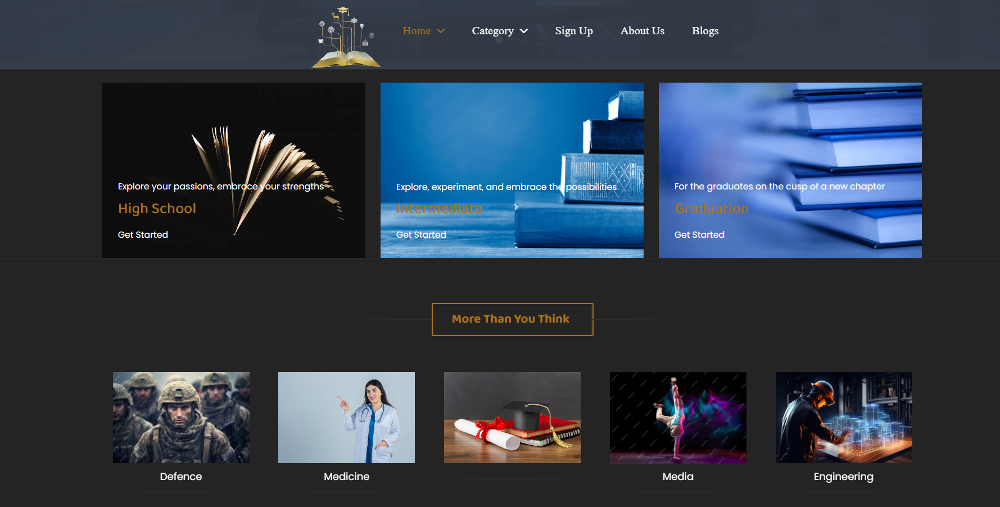 Home
Category
Sign Up
About Us
Blogs
Explore your passions, embrace your strengths
High School
Get Started
Explore, experiment, and embrace the possibilities
Intermediate
Get Started
For the graduates on the cusp of a new chapter
Graduation
Get Started
More Than You Think
Defence
Medicine
Media
Engineering